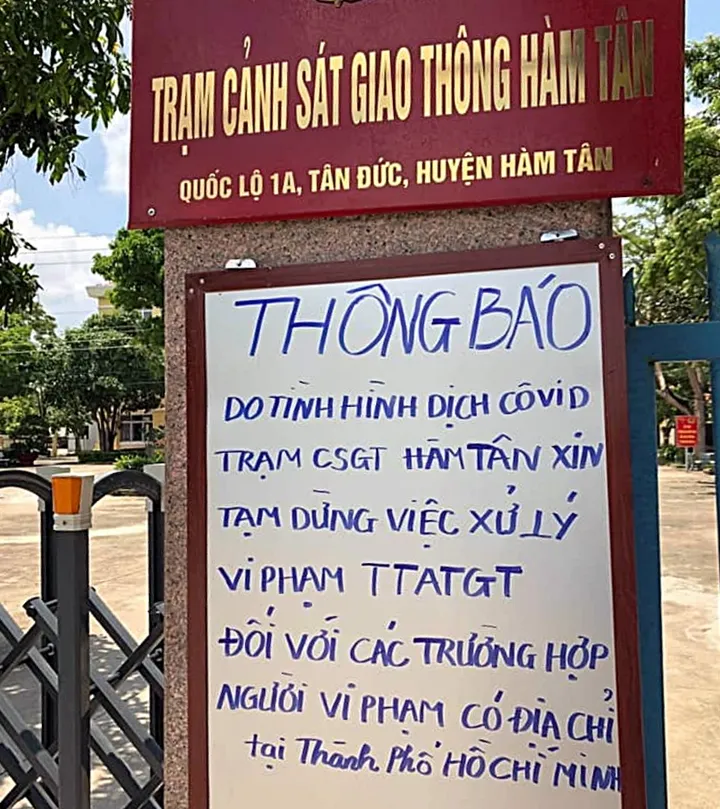 TRẠM CẢNH SÁT GIAO THÔNG HÀM TÂN
QUỐC LỘ 1A, TÂN ĐỨC, HUYỆN HÀM TÂN
THÔNG BÁO
DO TÌNH HÌNH DỊCH CÔVID
TRẠM CSGT HÀM TÂN XIN
TẠM DỪNG VIỆC XỬ LÝ
VI PHẠM TTATGT
ĐỐI VỚI CÁC TRƯỜNG HỢP
NGƯỜI VI PHẠM CÓ ĐỊA CHỈ
tại Thành Phố HỒ CHÍ MINH